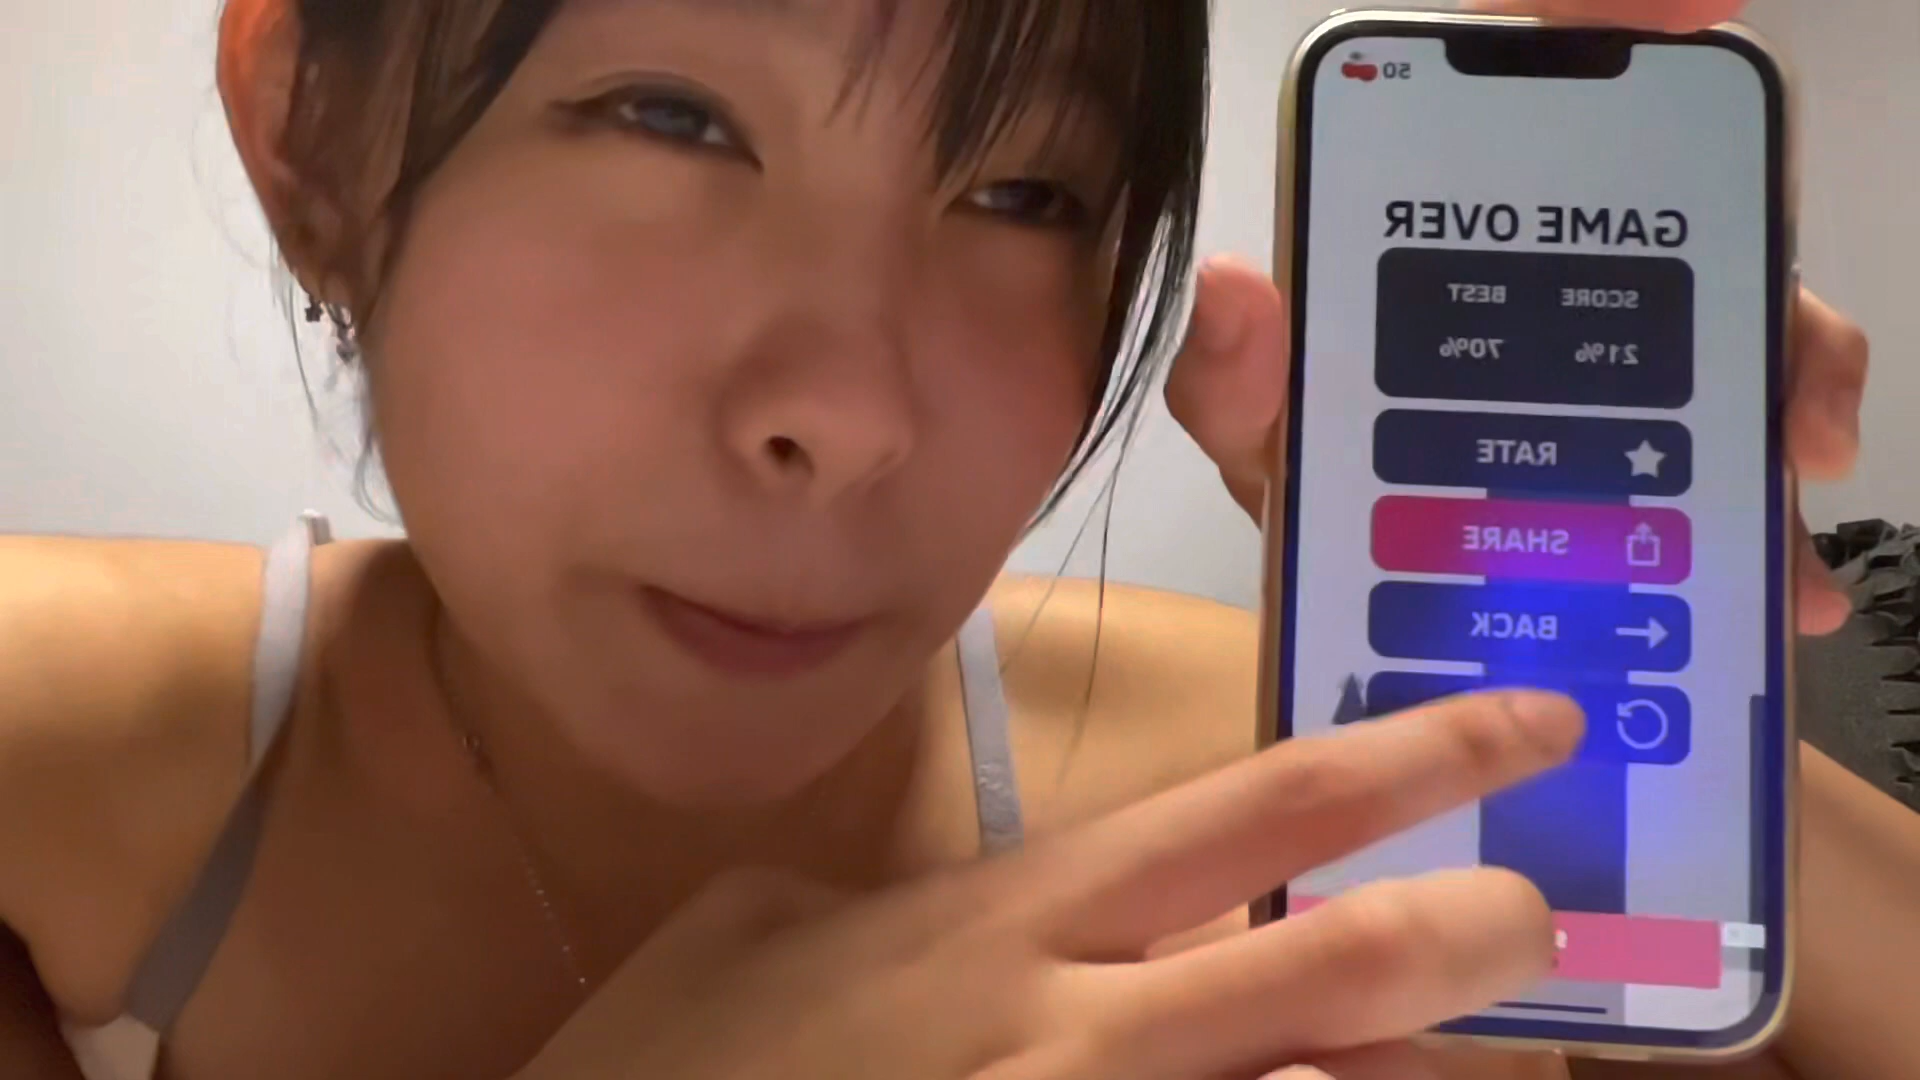 50
GAME OVER
SCORE BEST
21% 70%
RATE
SHARE
BACK